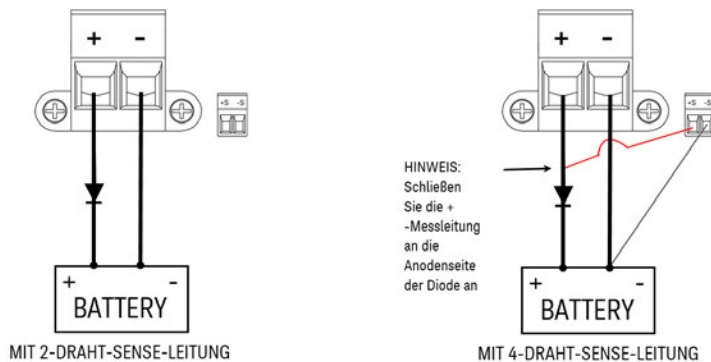 + -
+S -S
+ -
BATTERY
MIT 2-DRAHT-SENSE-LEITUNG
+ -
+S -S
HINWEIS:
Schließen
Sie die +
-Messleitung
an die
Anodenseite
der Diode an
+ -
BATTERY
MIT 4-DRAHT-SENSE-LEITUNG